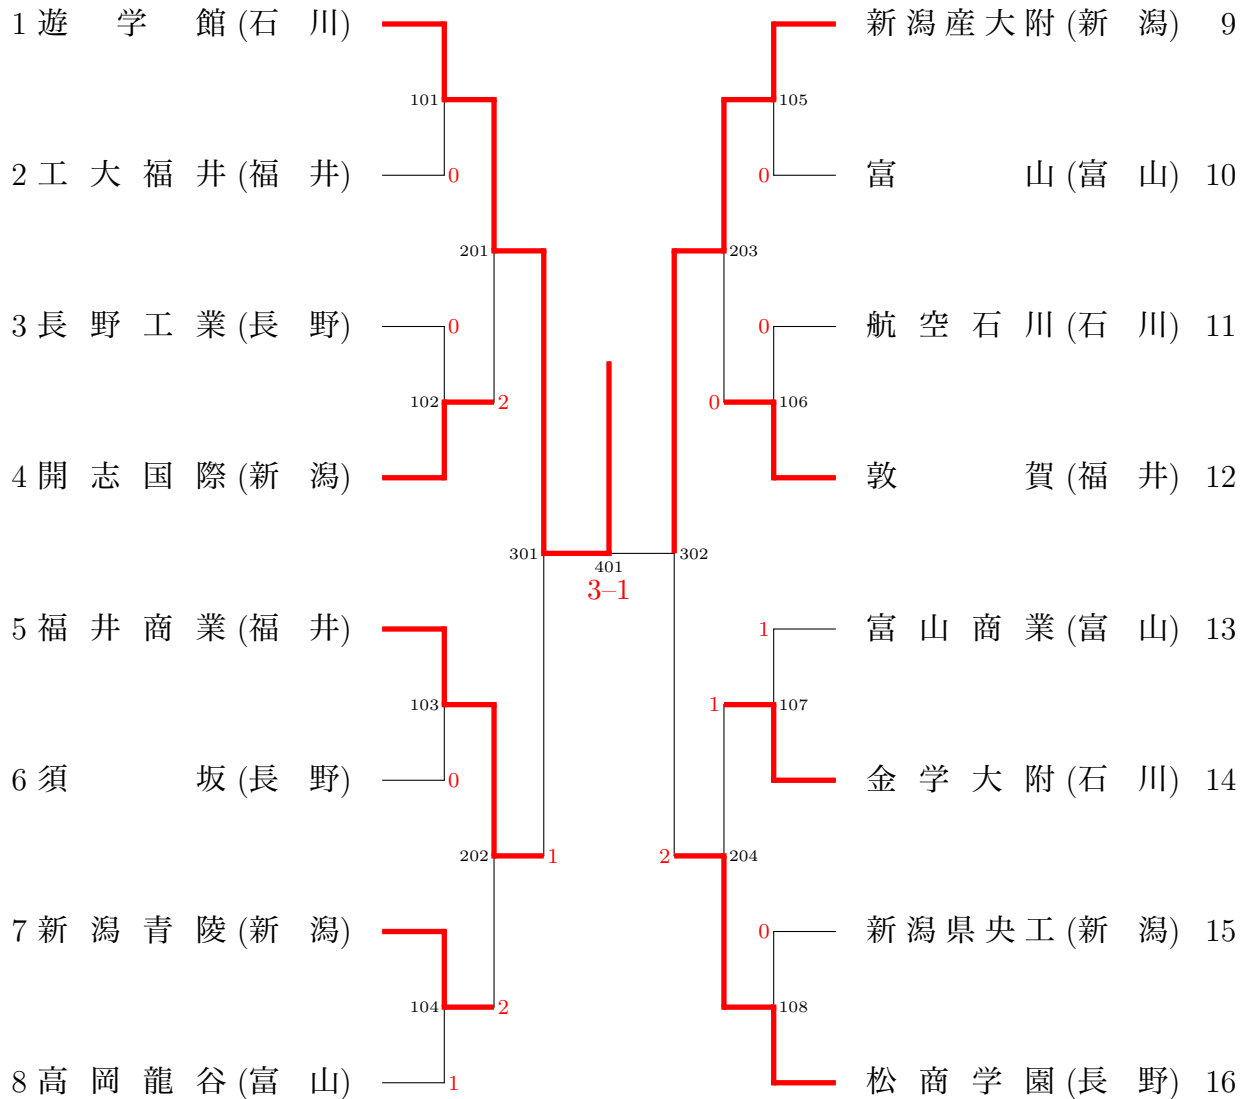 1 遊学館 (石川)
101
2 工大福井 (福井) 0
201
3 長野工業 (長野) 0
102 2
4 開志国際 (新潟)
301
5 福井商業 (福井)
103
6 須坂 (長野) 0
202 1
7 新潟青陵 (新潟)
104 2
8 高岡龍谷 (富山) 1
401
3–1
新潟産大附 (新潟) 9
105
0 富山 (富山) 10
203
0 航空石川 (石川) 11
0 106
敦賀 (福井) 12
302
1 富山商業 (富山) 13
1 107
金学大附 (石川) 14
2 204
0 新潟県央工 (新潟) 15
108
松商学園 (長野) 16